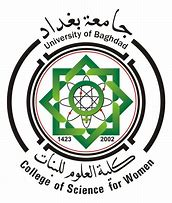 جامعة بغداد
University of Baghdad
1423
2002
كلية العلوم للبنات
College of Science for Women